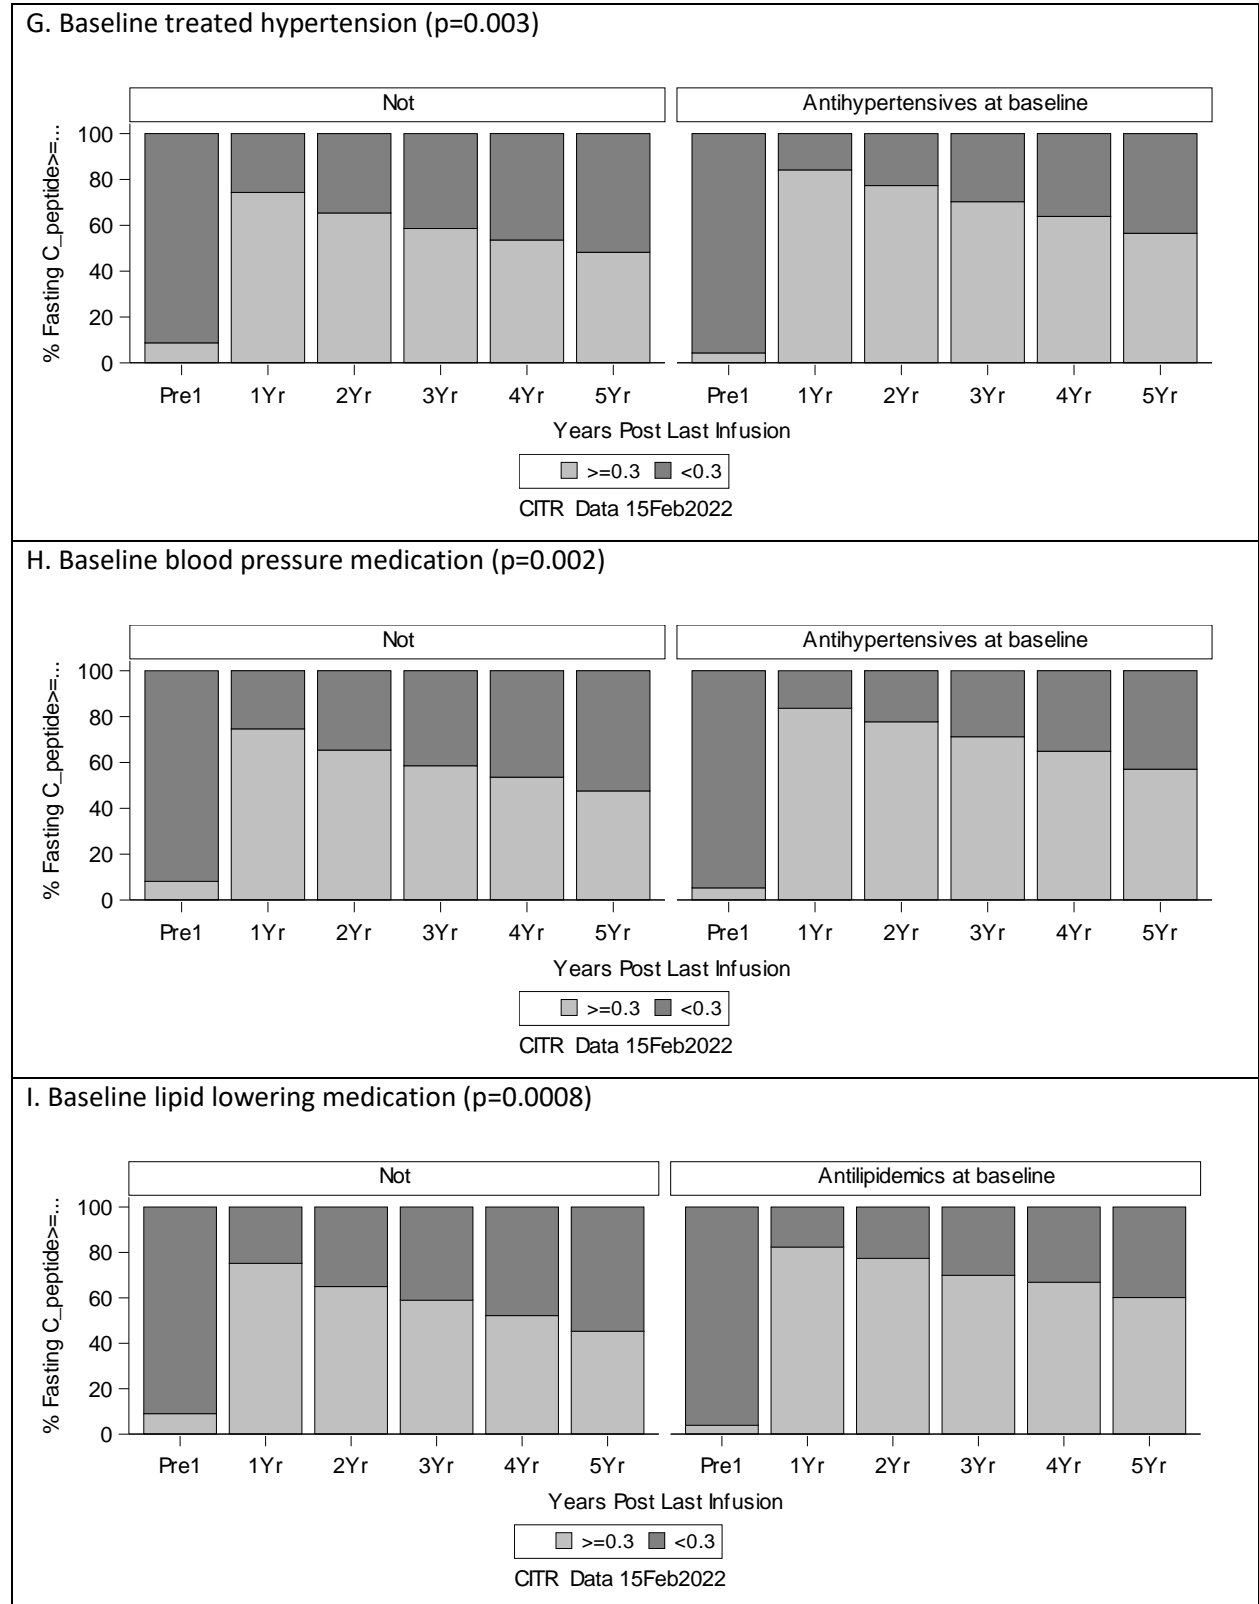 G. Baseline treated hypertension (p=0.003)
Not Antihypertensives at baseline
% Fasting C_peptide>=...
100
80
60
40
20
0
Pre1 1Yr 2Yr 3Yr 4Yr 5Yr Pre1 1Yr 2Yr 3Yr 4Yr 5Yr
Years Post Last Infusion
>=0.3 <0.3
CITR Data 15Feb2022
H. Baseline blood pressure medication (p=0.002)
Not Antihypertensives at baseline
% Fasting C_peptide>=...
100
80
60
40
20
0
Pre1 1Yr 2Yr 3Yr 4Yr 5Yr Pre1 1Yr 2Yr 3Yr 4Yr 5Yr
Years Post Last Infusion
>=0.3 <0.3
CITR Data 15Feb2022
I. Baseline lipid lowering medication (p=0.0008)
Not Antilipidemics at baseline
% Fasting C_peptide>=...
100
80
60
40
20
0
Pre1 1Yr 2Yr 3Yr 4Yr 5Yr Pre1 1Yr 2Yr 3Yr 4Yr 5Yr
Years Post Last Infusion
>=0.3 <0.3
CITR Data 15Feb2022